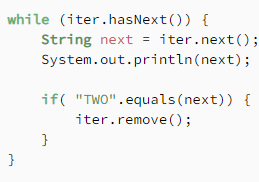 while (iter.hasNext()) {
    String next = iter.next();
    System.out.println(next);

    if( "TWO".equals(next)) {
        iter.remove();
    }
}